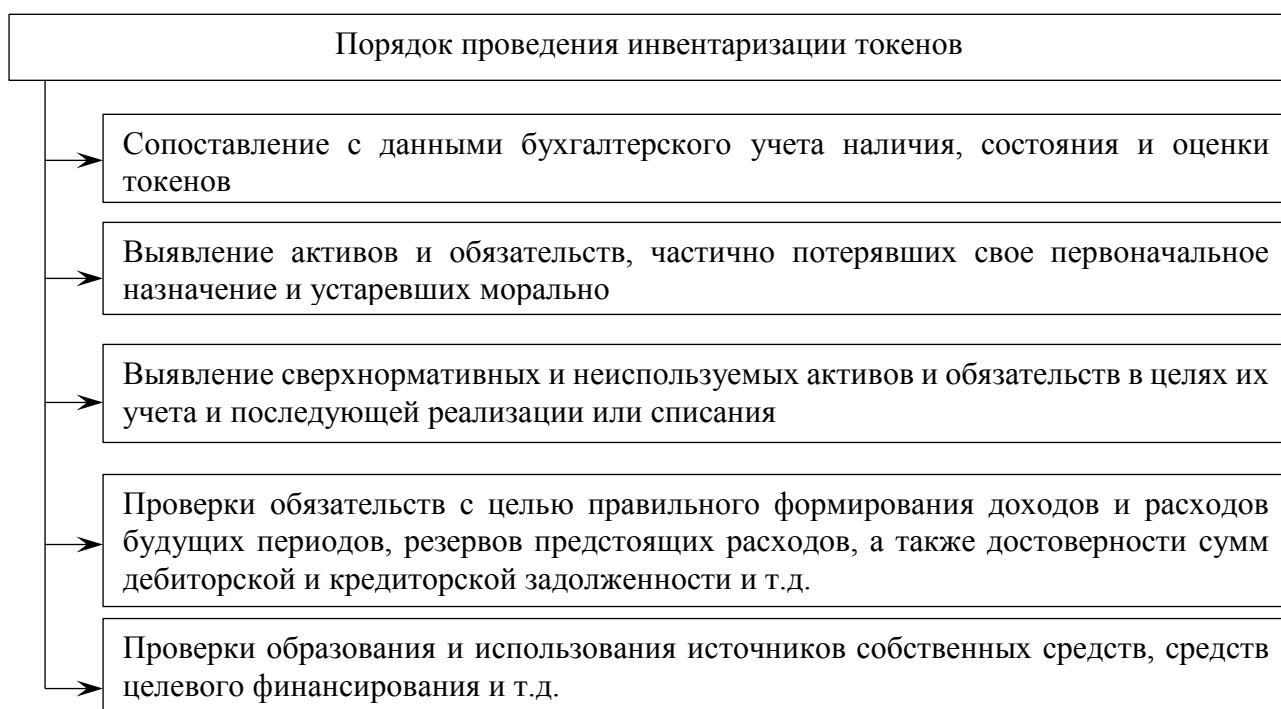 Порядок проведения инвентаризации токенов
Сопоставление с данными бухгалтерского учета наличия, состояния и оценки
токенов
Выявление активов и обязательств, частично потерявших свое первоначальное
назначение и устаревших морально
Выявление сверхнормативных и неиспользуемых активов и обязательств в целях их
учета и последующей реализации или списания
Проверки обязательств с целью правильного формирования доходов и расходов
будущих периодов, резервов предстоящих расходов, а также достоверности сумм
дебиторской и кредиторской задолженности и т.д.
Проверки образования и использования источников собственных средств, средств
целевого финансирования и т.д.